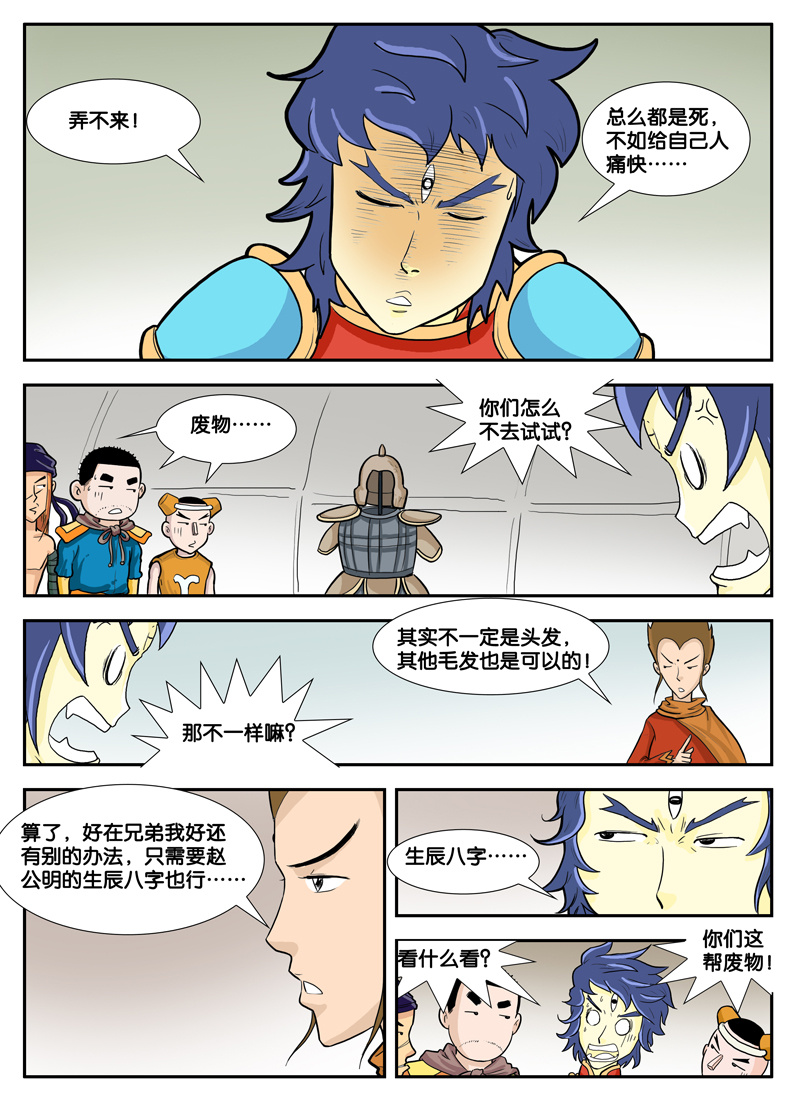 弄不来！
总么都是死，
不如给自己人
痛快……
废物……
你们怎么
不去试试？
其实不一定是头发，
其他毛发也是可以的！
那不一样嘛？
算了，好在兄弟我好还
有别的办法，只需要赵
公明的生辰八字也行……
生辰八字……
看什么看？
你们这
帮废物！